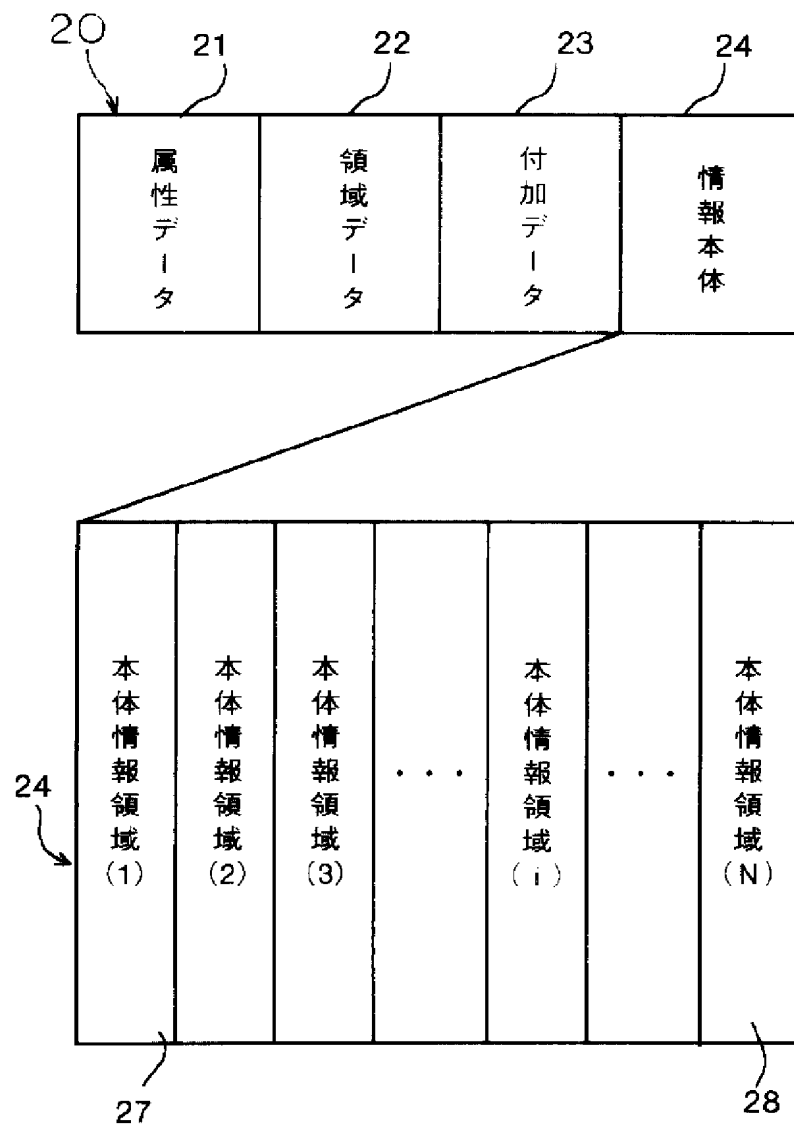 20
21
22
23
24
属性データ
領域データ
付加データ
情報本体
24
本体情報領域(1)
本体情報領域(2)
本体情報領域(3)
・・・
本体情報領域(i)
・・・
本体情報領域(N)
27
28